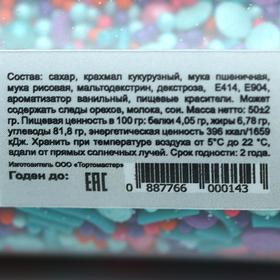 Состав: сахар, крахмал кукурузный, мука пшеничная,
мука рисовая, мальтодекстрин, декстроза, Е414, Е904,
ароматизатор ванильный, пищевые красители. Может
содержать следы орехов, молока, сои. Масса нетто: 50±2
гр. Пищевая ценность в 100 гр: белки 4,05 гр, жиры 6,78 гр,
углеводы 81,8 гр, энергетическая ценность 396 ккал/1659
кДж. Хранить при температуре воздуха от 5°С до 22 °С,
вдали от прямых солнечных лучей. Срок годности: 2 года.
Изготовитель ООО «Тортомастер»
Годен до:
ЕАС
0 887766 000143